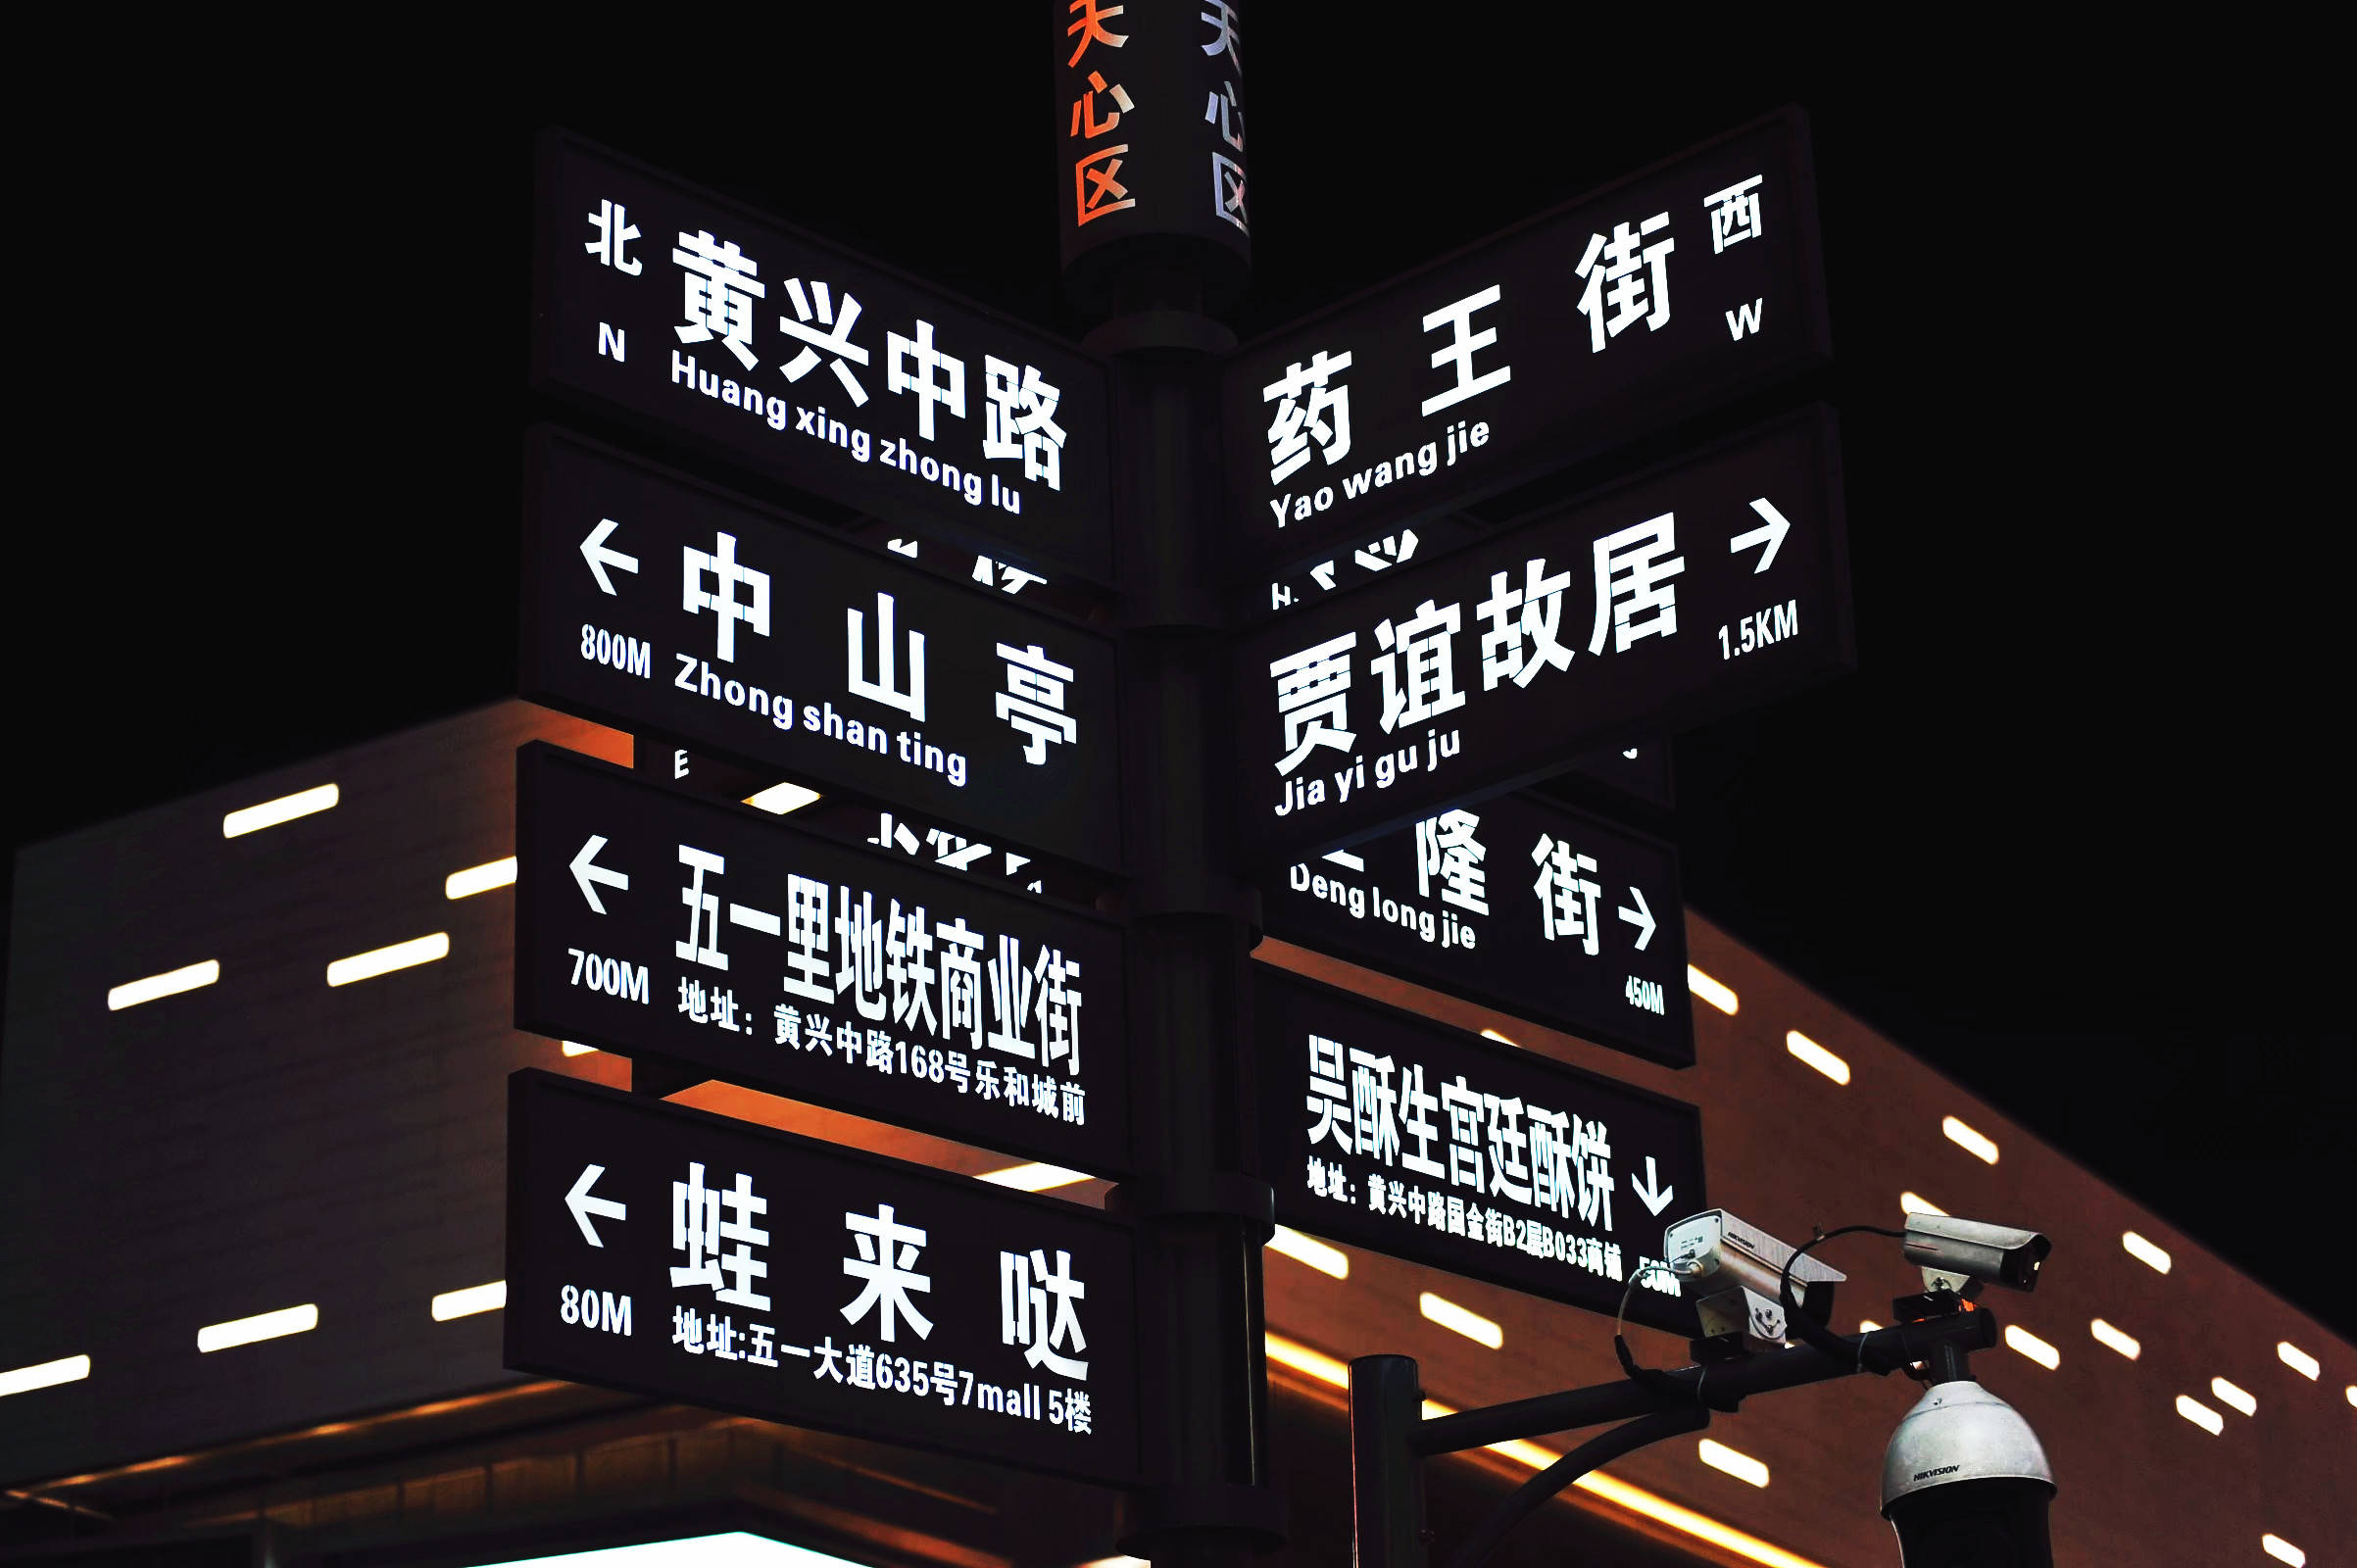 天心区
天心区
北
N
黄兴中路
Huang xing zhong lu
西
W
药王街
Yao wang jie
中山亭
800M
Zhong shan ting
贾谊故居
1.5KM
Jia yi gu ju
E
五一里地铁商业街
700M
地址：黄兴中路168号乐和城前
隆街
Deng long jie
450M
蛙来哒
80M
地址:五一大道635号7mall 5楼
吴酥生宫廷酥饼
地址：黄兴中路国金街B2层B033商铺
50M
HIKVISION
HIKVISION